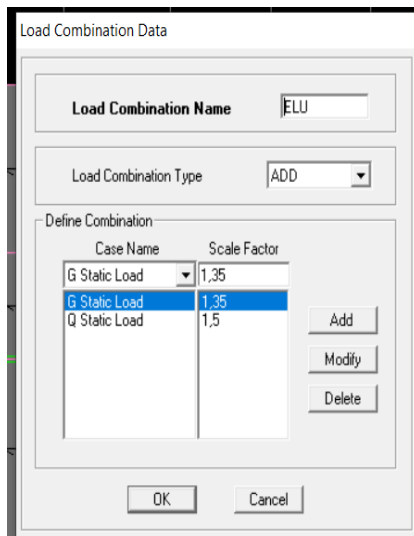 Load Combination Data
Load Combination Name ELU
Load Combination Type ADD
Define Combination
Case Name Scale Factor
G Static Load 1,35
G Static Load 1,35
Q Static Load 1,5
Add
Modify
Delete
OK Cancel